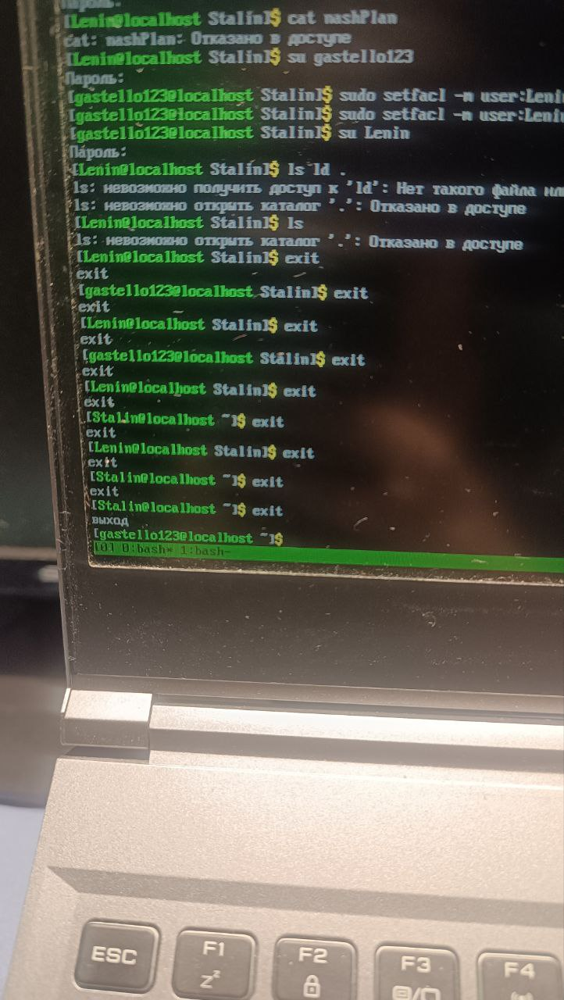 Пароль:
[Lenin@localhost Stalin]$ cat nashPlan
cat: nashPlan: Отказано в доступе
[Lenin@localhost Stalin]$ su gastello123
Пароль:
[gastello123@localhost Stalin]$ sudo setfacl -m user:Leni
[gastello123@localhost Stalin]$ sudo setfacl -m user:Leni
[gastello123@localhost Stalin]$ su Lenin
Пароль:
[Lenin@localhost Stalin]$ ls ld .
ls: невозможно получить доступ к 'ld': Нет такого файла ил
ls: невозможно открыть каталог '.': Отказано в доступе
[Lenin@localhost Stalin]$ ls
ls: невозможно открыть каталог '.': Отказано в доступе
[Lenin@localhost Stalin]$ exit
exit
[gastello123@localhost Stalin]$ exit
exit
[Lenin@localhost Stalin]$ exit
exit
[gastello123@localhost Stalin]$ exit
exit
[Lenin@localhost Stalin]$ exit
exit
[Stalin@localhost ~]$ exit
exit
[Lenin@localhost Stalin]$ exit
exit
[Stalin@localhost ~]$ exit
exit
[Stalin@localhost ~]$ exit
выход
[gastello123@localhost ~]$
[0] 0:bash* 1:bash-
ESC F1 F2 F3 F4
z²